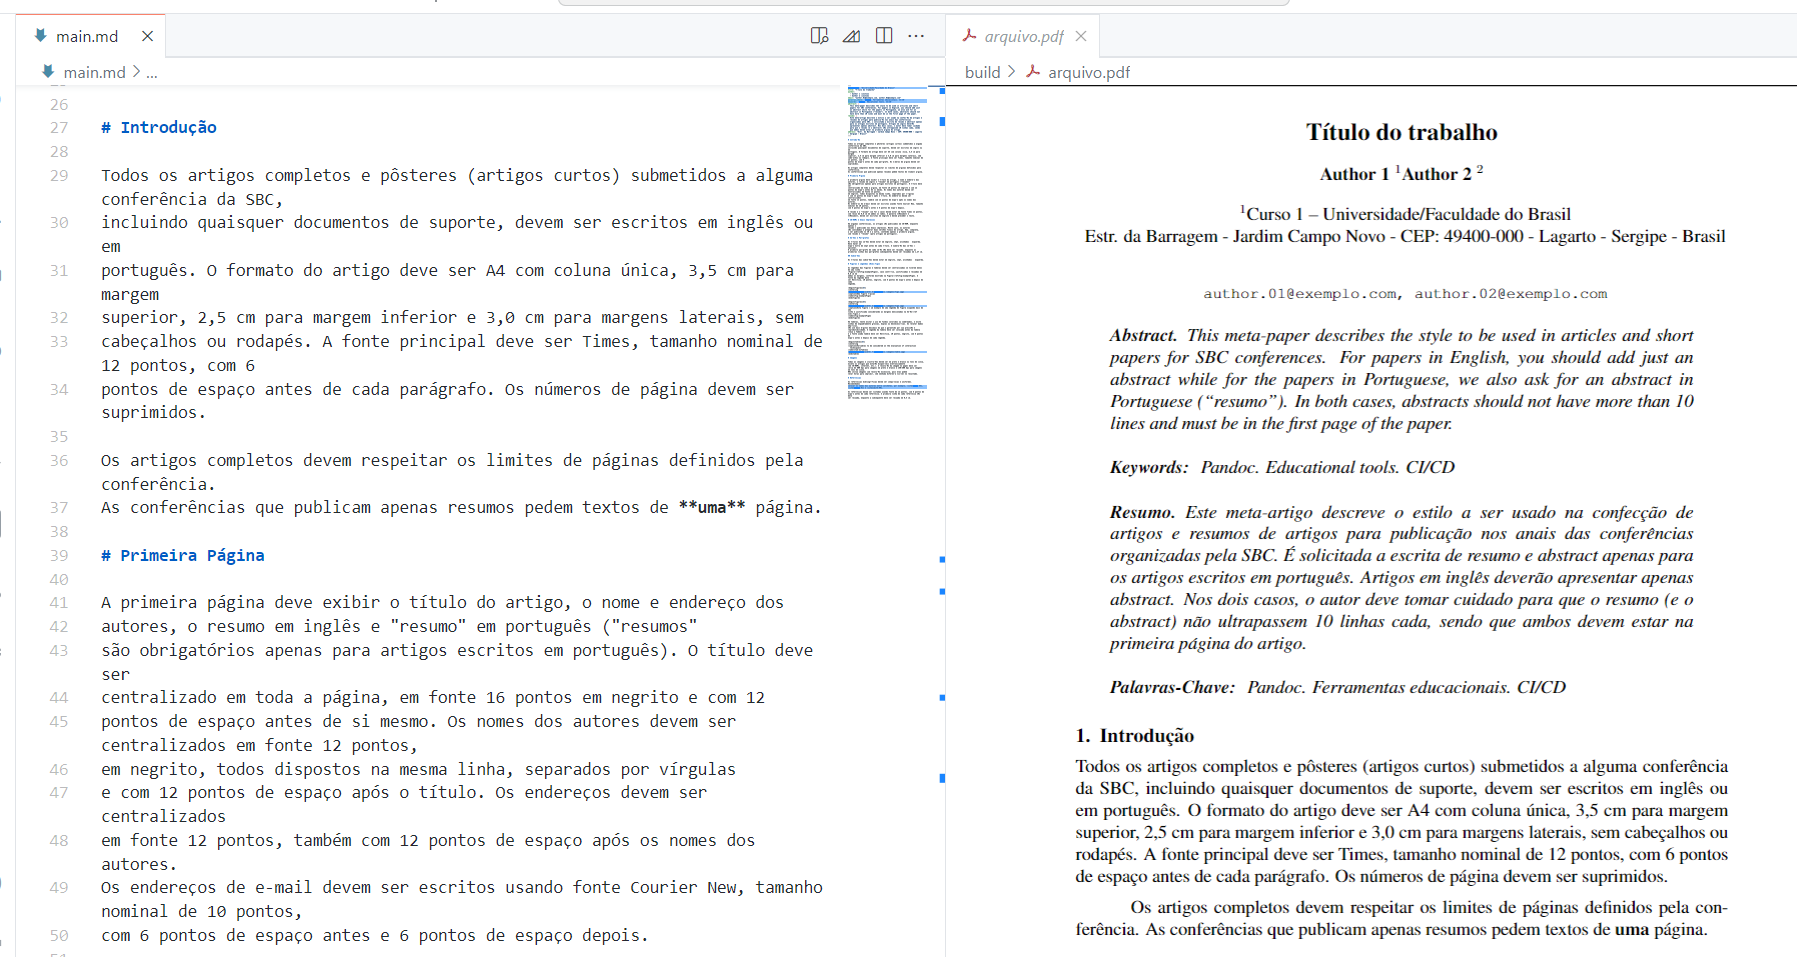 main.md
main.md > ...
26
27 # Introdução
28
29 Todos os artigos completos e pôsteres (artigos curtos) submetidos a alguma
conferência da SBC,
30 incluindo quaisquer documentos de suporte, devem ser escritos em inglês ou
em
31 português. O formato do artigo deve ser A4 com coluna única, 3,5 cm para
margem
32 superior, 2,5 cm para margem inferior e 3,0 cm para margens laterais, sem
33 cabeçalhos ou rodapés. A fonte principal deve ser Times, tamanho nominal de
12 pontos, com 6
34 pontos de espaço antes de cada parágrafo. Os números de página devem ser
suprimidos.
35
36 Os artigos completos devem respeitar os limites de páginas definidos pela
conferência.
37 As conferências que publicam apenas resumos pedem textos de **uma** página.
38
39 # Primeira Página
40
41 A primeira página deve exibir o título do artigo, o nome e endereço dos
42 autores, o resumo em inglês e "resumo" em português ("resumos"
43 são obrigatórios apenas para artigos escritos em português). O título deve
ser
44 centralizado em toda a página, em fonte 16 pontos em negrito e com 12
45 pontos de espaço antes de si mesmo. Os nomes dos autores devem ser
centralizados em fonte 12 pontos,
46 em negrito, todos dispostos na mesma linha, separados por vírgulas
47 e com 12 pontos de espaço após o título. Os endereços devem ser
centralizados
48 em fonte 12 pontos, também com 12 pontos de espaço após os nomes dos
autores.
49 Os endereços de e-mail devem ser escritos usando fonte Courier New, tamanho
nominal de 10 pontos,
50 com 6 pontos de espaço antes e 6 pontos de espaço depois.
arquivo.pdf
build > arquivo.pdf
Título do trabalho
Author 1 ¹Author 2 ²
¹Curso 1 – Universidade/Faculdade do Brasil
Estr. da Barragem - Jardim Campo Novo - CEP: 49400-000 - Lagarto - Sergipe - Brasil
author.01@exemplo.com, author.02@exemplo.com
Abstract. This meta-paper describes the style to be used in articles and short
papers for SBC conferences. For papers in English, you should add just an
abstract while for the papers in Portuguese, we also ask for an abstract in
Portuguese (“resumo”). In both cases, abstracts should not have more than 10
lines and must be in the first page of the paper.
Keywords: Pandoc. Educational tools. CI/CD
Resumo. Este meta-artigo descreve o estilo a ser usado na confecção de
artigos e resumos de artigos para publicação nos anais das conferências
organizadas pela SBC. É solicitada a escrita de resumo e abstract apenas para
os artigos escritos em português. Artigos em inglês deverão apresentar apenas
abstract. Nos dois casos, o autor deve tomar cuidado para que o resumo (e o
abstract) não ultrapassem 10 linhas cada, sendo que ambos devem estar na
primeira página do artigo.
Palavras-Chave: Pandoc. Ferramentas educacionais. CI/CD
1. Introdução
Todos os artigos completos e pôsteres (artigos curtos) submetidos a alguma conferência
da SBC, incluindo quaisquer documentos de suporte, devem ser escritos em inglês ou
em português. O formato do artigo deve ser A4 com coluna única, 3,5 cm para margem
superior, 2,5 cm para margem inferior e 3,0 cm para margens laterais, sem cabeçalhos ou
rodapés. A fonte principal deve ser Times, tamanho nominal de 12 pontos, com 6 pontos
de espaço antes de cada parágrafo. Os números de página devem ser suprimidos.
Os artigos completos devem respeitar os limites de páginas definidos pela con-
ferência. As conferências que publicam apenas resumos pedem textos de uma página.